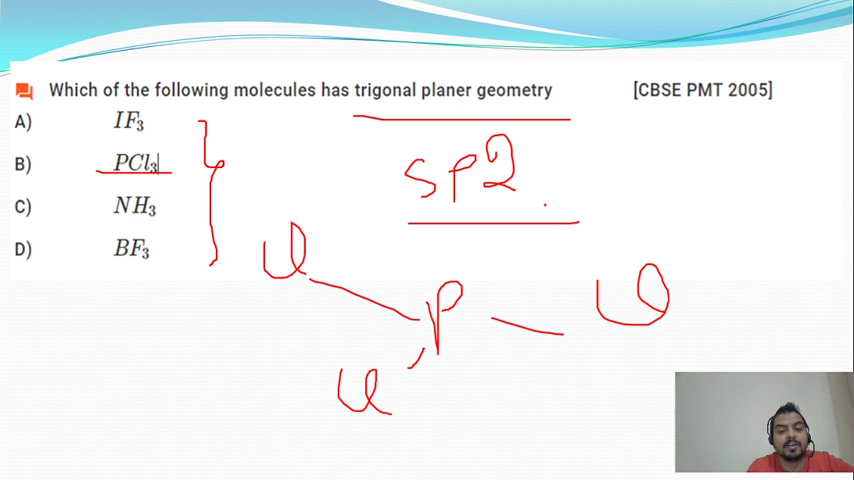 Which of the following molecules has trigonal planer geometry [CBSE PMT 2005]
A) IF3
B) PCl3
C) NH3
D) BF3
SP2
Cl
P
Cl
Cl